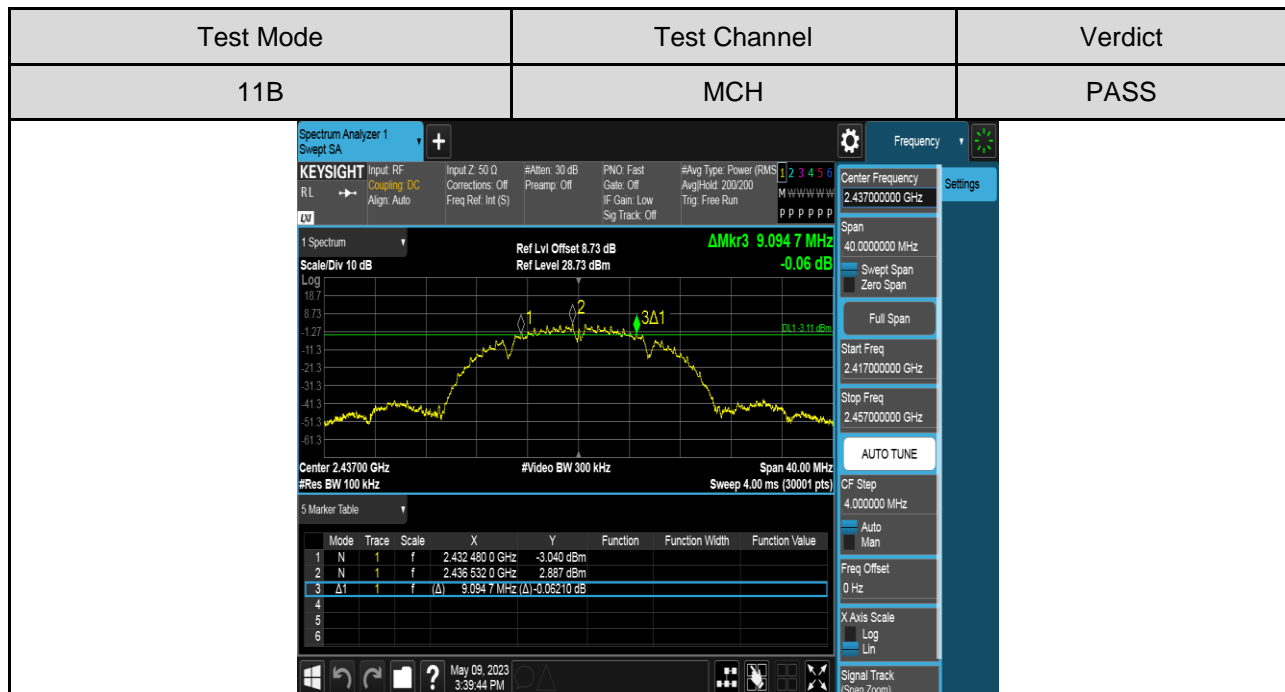 Test Mode Test Channel Verdict
11B MCH PASS
Spectrum Analyzer 1
Swept SA
+
Frequency
KEYSIGHT
RL
LXI
Input: RF
Coupling: DC
Align: Auto
Input Z: 50 Ω
Corrections: Off
Freq Ref: Int (S)
#Atten: 30 dB
Preamp: Off
PNO: Fast
Gate: Off
IF Gain: Low
Sig Track: Off
#Avg Type: Power (RMS
Avg|Hold: 200/200
Trig: Free Run
1 2 3 4 5 6
M W W W W W
P P P P P P
1 Spectrum
Scale/Div 10 dB
Ref Lvl Offset 8.73 dB
Ref Level 28.73 dBm
ΔMkr3 9.094 7 MHz
-0.06 dB
Log
18.7
8.73
-1.27
-11.3
-21.3
-31.3
-41.3
-51.3
-61.3
1
2
3Δ1
DL1 -3.11 dBm
Center 2.43700 GHz
#Res BW 100 kHz
#Video BW 300 kHz
Span 40.00 MHz
Sweep 4.00 ms (30001 pts)
5 Marker Table
Mode Trace Scale X Y Function Function Width Function Value
1 N 1 f 2.432 480 0 GHz -3.040 dBm
2 N 1 f 2.436 532 0 GHz 2.887 dBm
3 Δ1 1 f (Δ) 9.094 7 MHz (Δ) -0.06210 dB
4
5
6
?
May 09, 2023
3:39:44 PM
Center Frequency
2.437000000 GHz
Settings
Span
40.0000000 MHz
Swept Span
Zero Span
Full Span
Start Freq
2.417000000 GHz
Stop Freq
2.457000000 GHz
AUTO TUNE
CF Step
4.000000 MHz
Auto
Man
Freq Offset
0 Hz
X Axis Scale
Log
Lin
Signal Track
(Span Zoom)